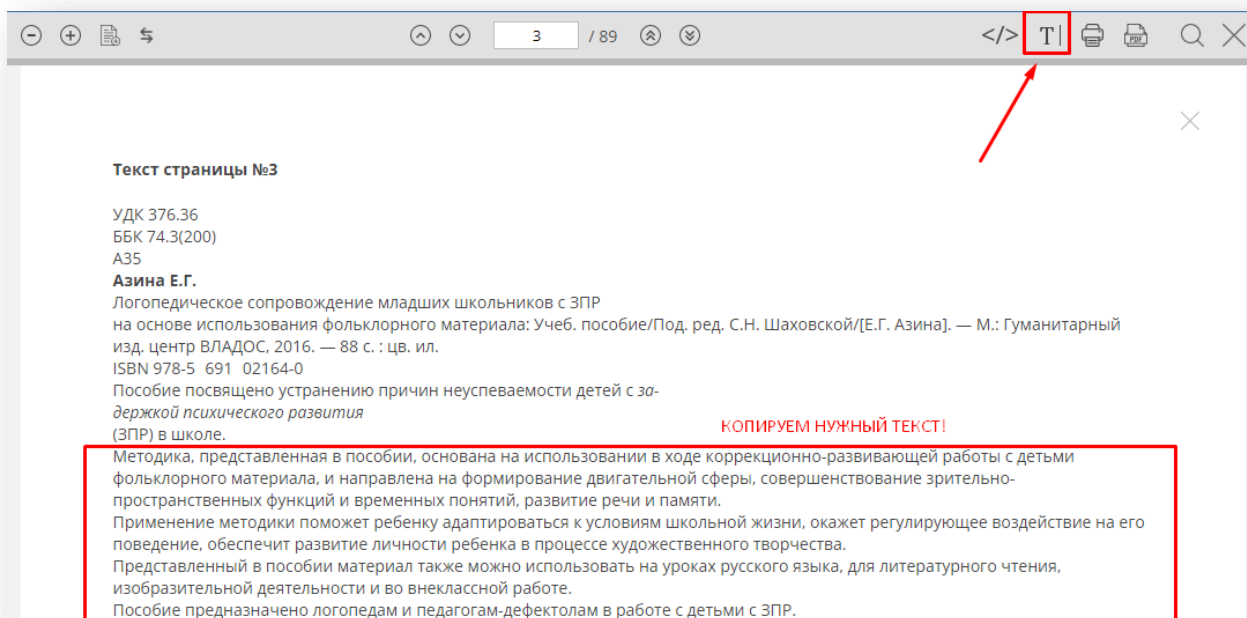 3 / 89 </> T PDF
Текст страницы №3
УДК 376.36
ББК 74.3(200)
А35
Азина Е.Г.
Логопедическое сопровождение младших школьников с ЗПР
на основе использования фольклорного материала: Учеб. пособие/Под. ред. С.Н. Шаховской/[Е.Г. Азина]. — М.: Гуманитарный
изд. центр ВЛАДОС, 2016. — 88 с. : цв. ил.
ISBN 978-5 691 02164-0
Пособие посвящено устранению причин неуспеваемости детей с за-
держкой психического развития
(ЗПР) в школе.
КОПИРУЕМ НУЖНЫЙ ТЕКСТ!
Методика, представленная в пособии, основана на использовании в ходе коррекционно-развивающей работы с детьми
фольклорного материала, и направлена на формирование двигательной сферы, совершенствование зрительно-
пространственных функций и временных понятий, развитие речи и памяти.
Применение методики поможет ребенку адаптироваться к условиям школьной жизни, окажет регулирующее воздействие на его
поведение, обеспечит развитие личности ребенка в процессе художественного творчества.
Представленный в пособии материал также можно использовать на уроках русского языка, для литературного чтения,
изобразительной деятельности и во внеклассной работе.
Пособие предназначено логопедам и педагогам-дефектолам в работе с детьми с ЗПР.